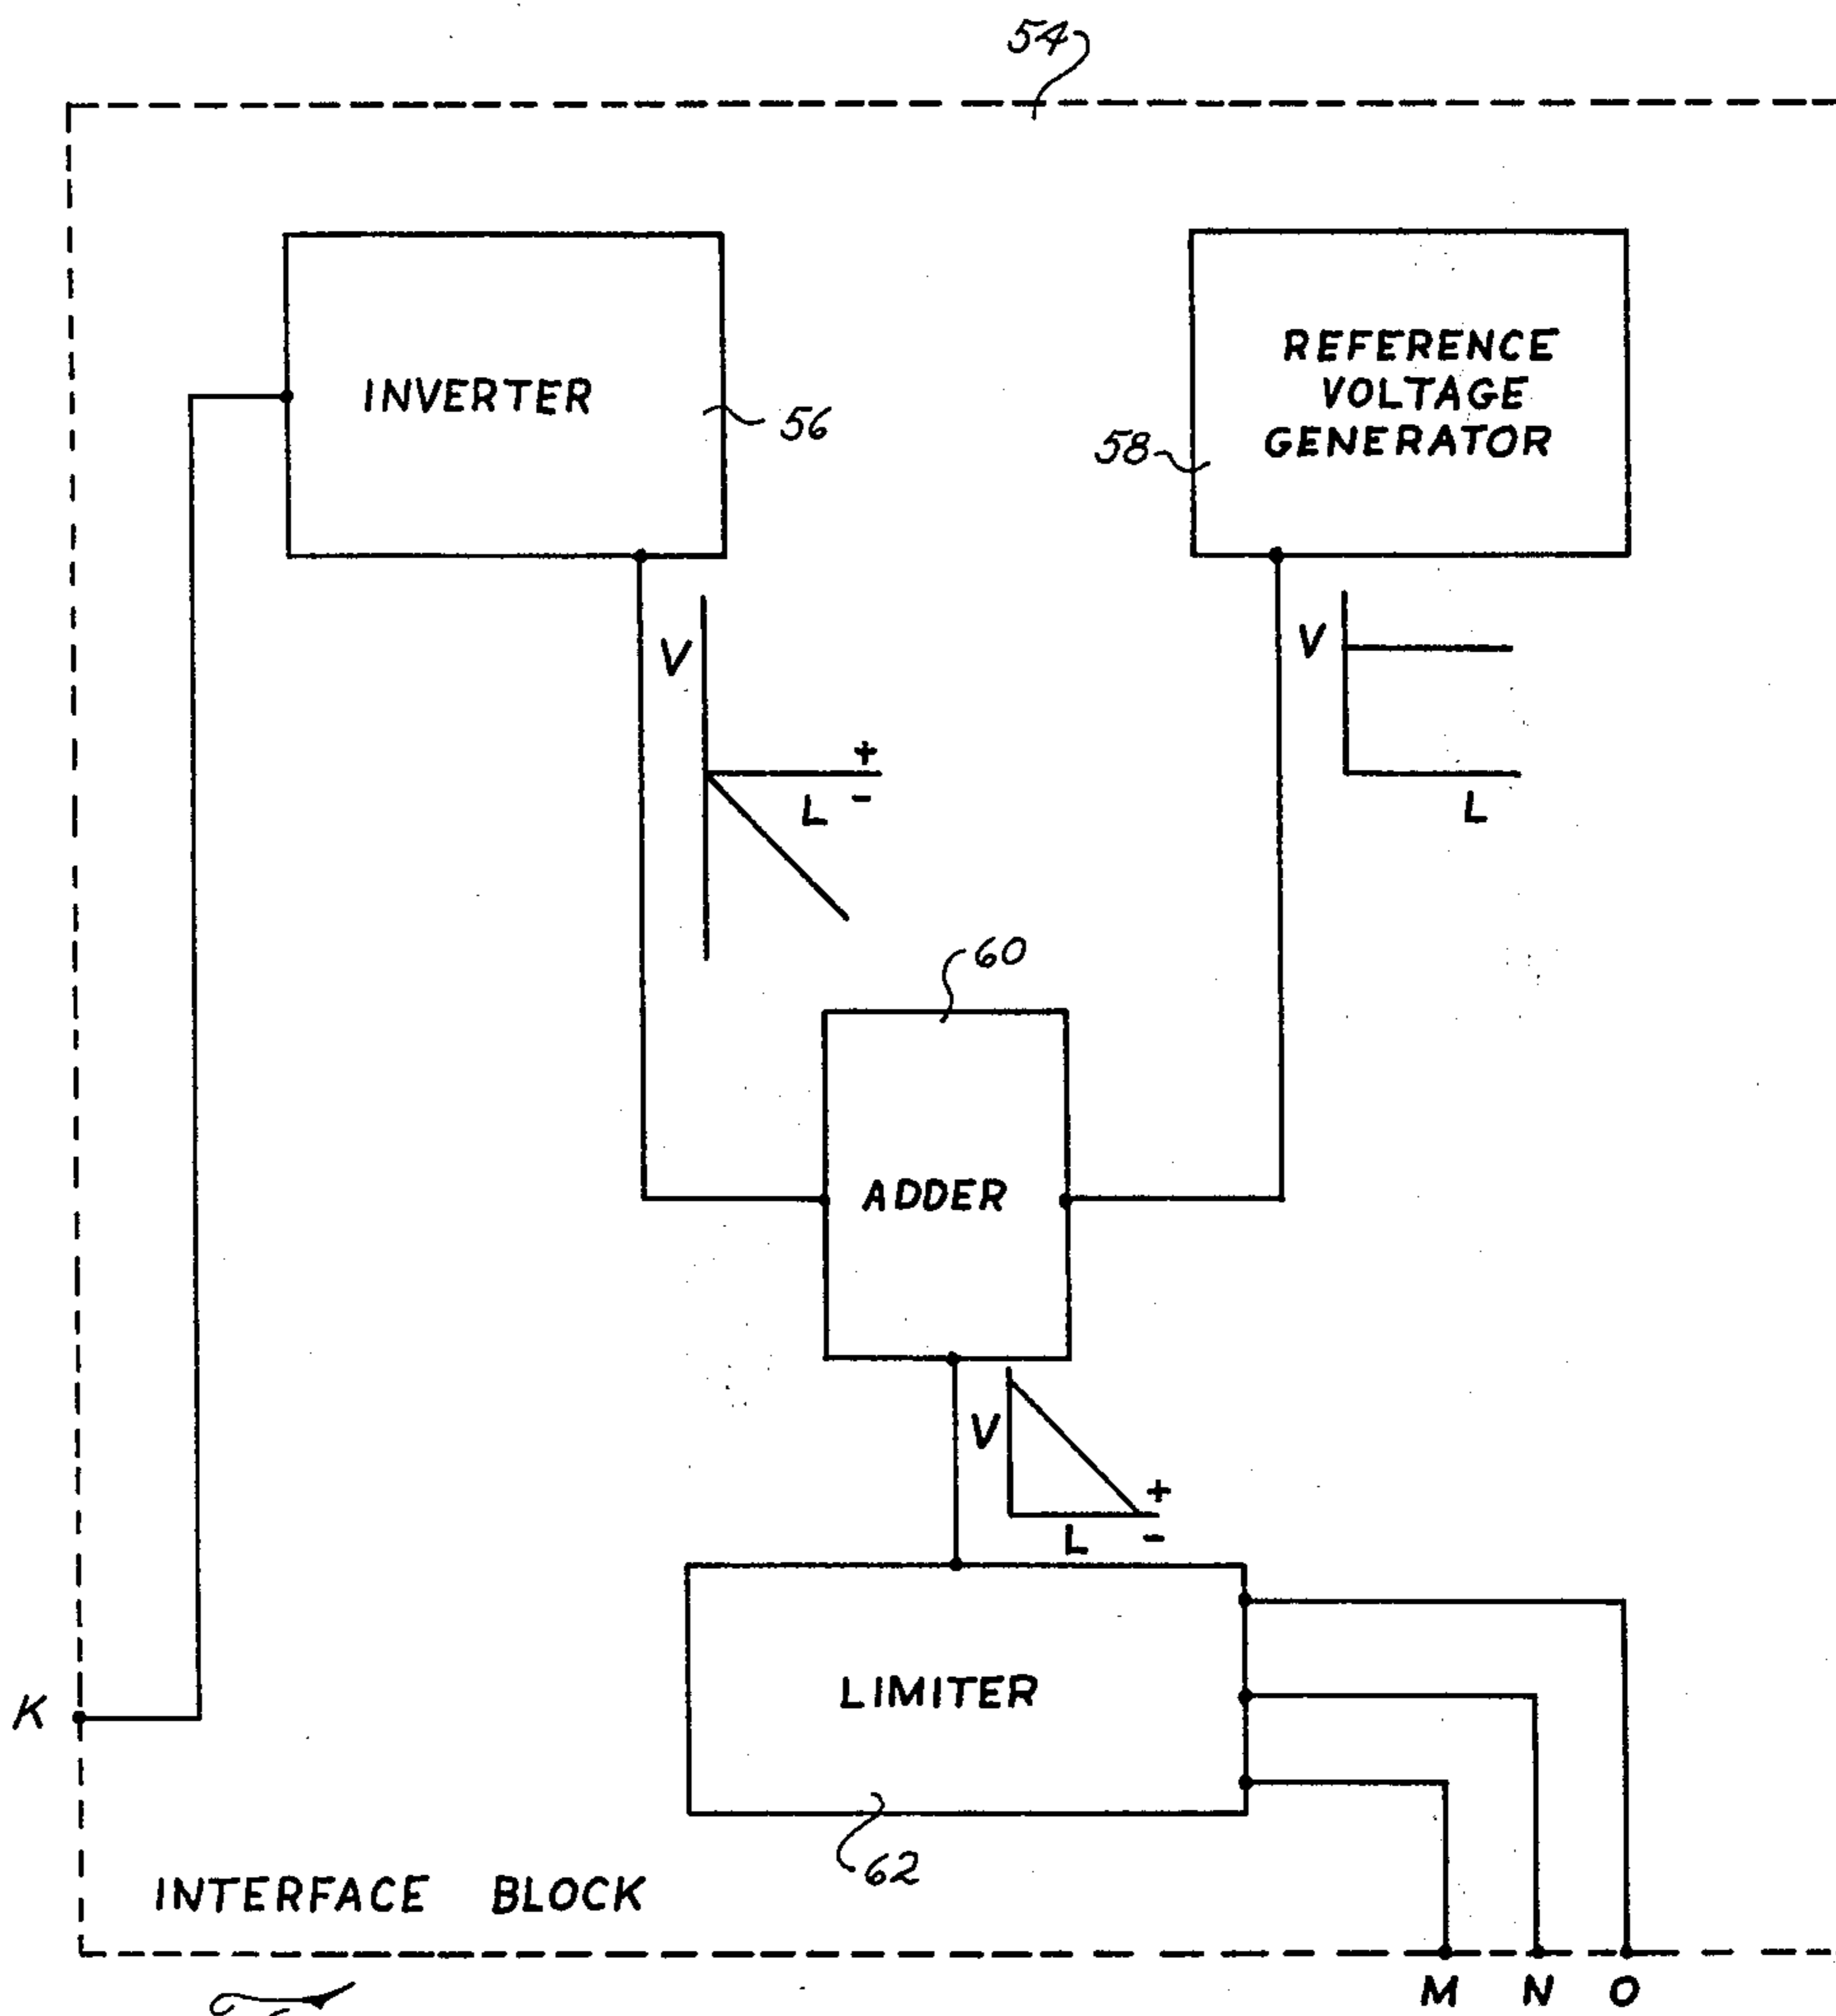 54
INVERTER
56
REFERENCE
VOLTAGE
GENERATOR
58
V
+
L -
V
L
60
ADDER
V
+
L -
LIMITER
K
62
INTERFACE BLOCK
M N O